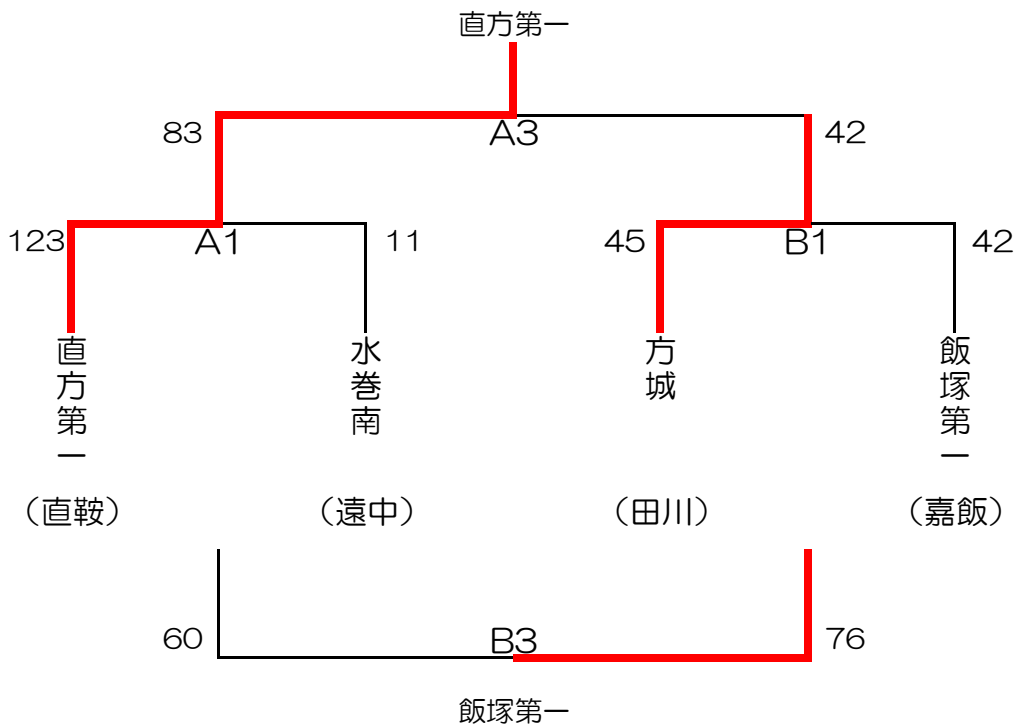 直方第一
83
A3
42
123
A1
11
45
B1
42
直方第一
水巻南
方城
飯塚第一
（直鞍）
（遠中）
（田川）
（嘉飯）
60
B3
76
飯塚第一